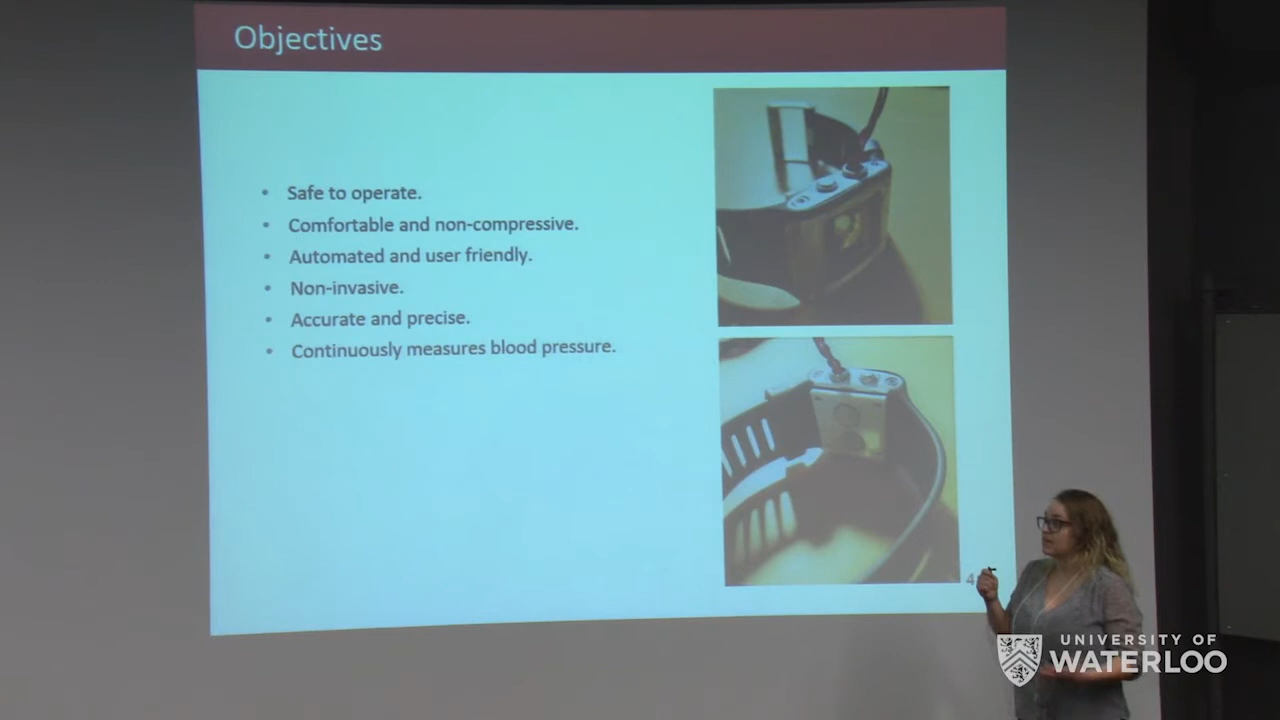 Objectives
• Safe to operate.
• Comfortable and non-compressive.
• Automated and user friendly.
• Non-invasive.
• Accurate and precise.
• Continuously measures blood pressure.
4
UNIVERSITY OF
WATERLOO